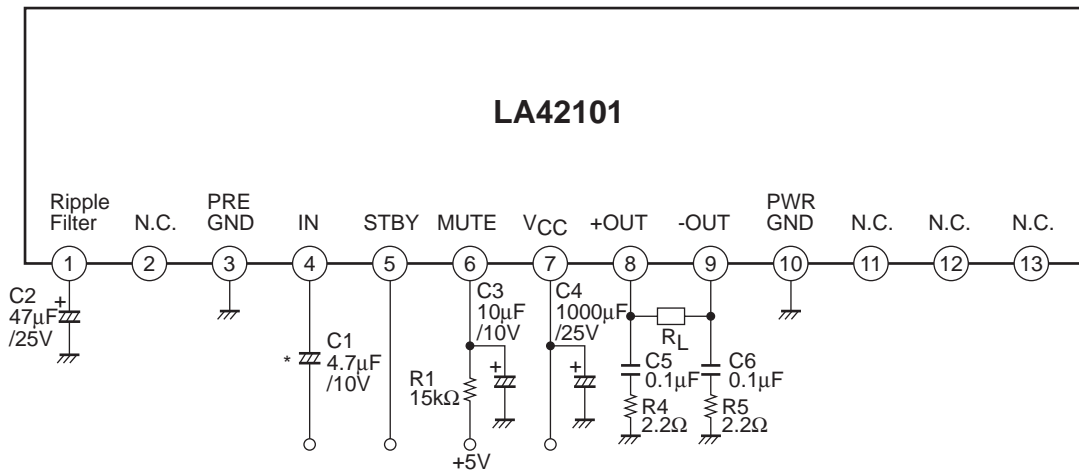 LA42101
Ripple
Filter
N.C.
PRE
GND
IN
STBY
MUTE
VCC
+OUT
-OUT
PWR
GND
N.C.
N.C.
N.C.
1
2
3
4
5
6
7
8
9
10
11
12
13
C2
47µF
/25V
+
*
C1
4.7µF
/10V
C3
10µF
/10V
+
R1
15kΩ
+5V
C4
1000µF
/25V
+
RL
C5
0.1µF
R4
2.2Ω
C6
0.1µF
R5
2.2Ω